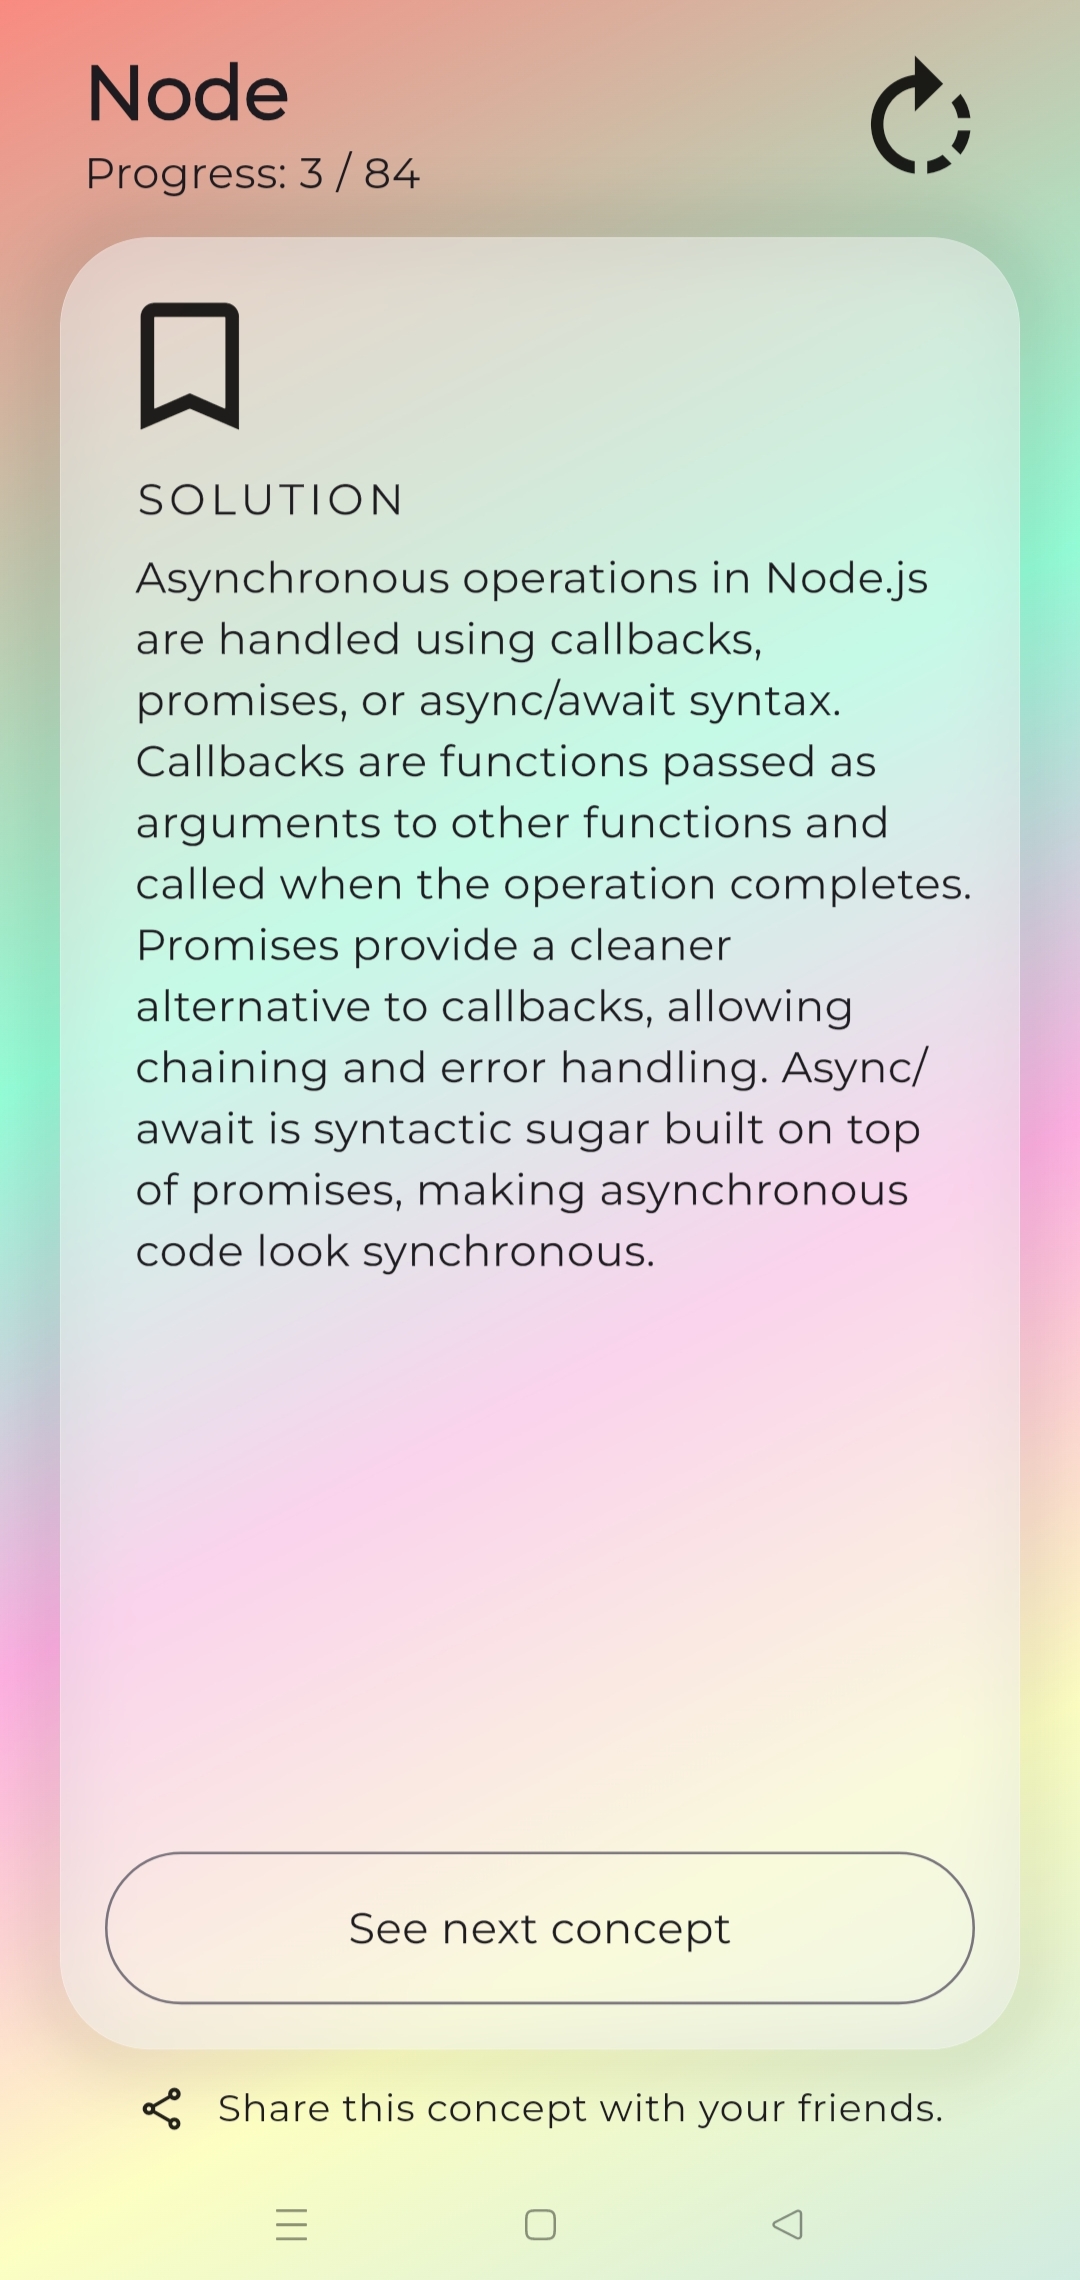 Node
Progress: 3 / 84
SOLUTION
Asynchronous operations in Node.js
are handled using callbacks,
promises, or async/await syntax.
Callbacks are functions passed as
arguments to other functions and
called when the operation completes.
Promises provide a cleaner
alternative to callbacks, allowing
chaining and error handling. Async/
await is syntactic sugar built on top
of promises, making asynchronous
code look synchronous.
See next concept
Share this concept with your friends.